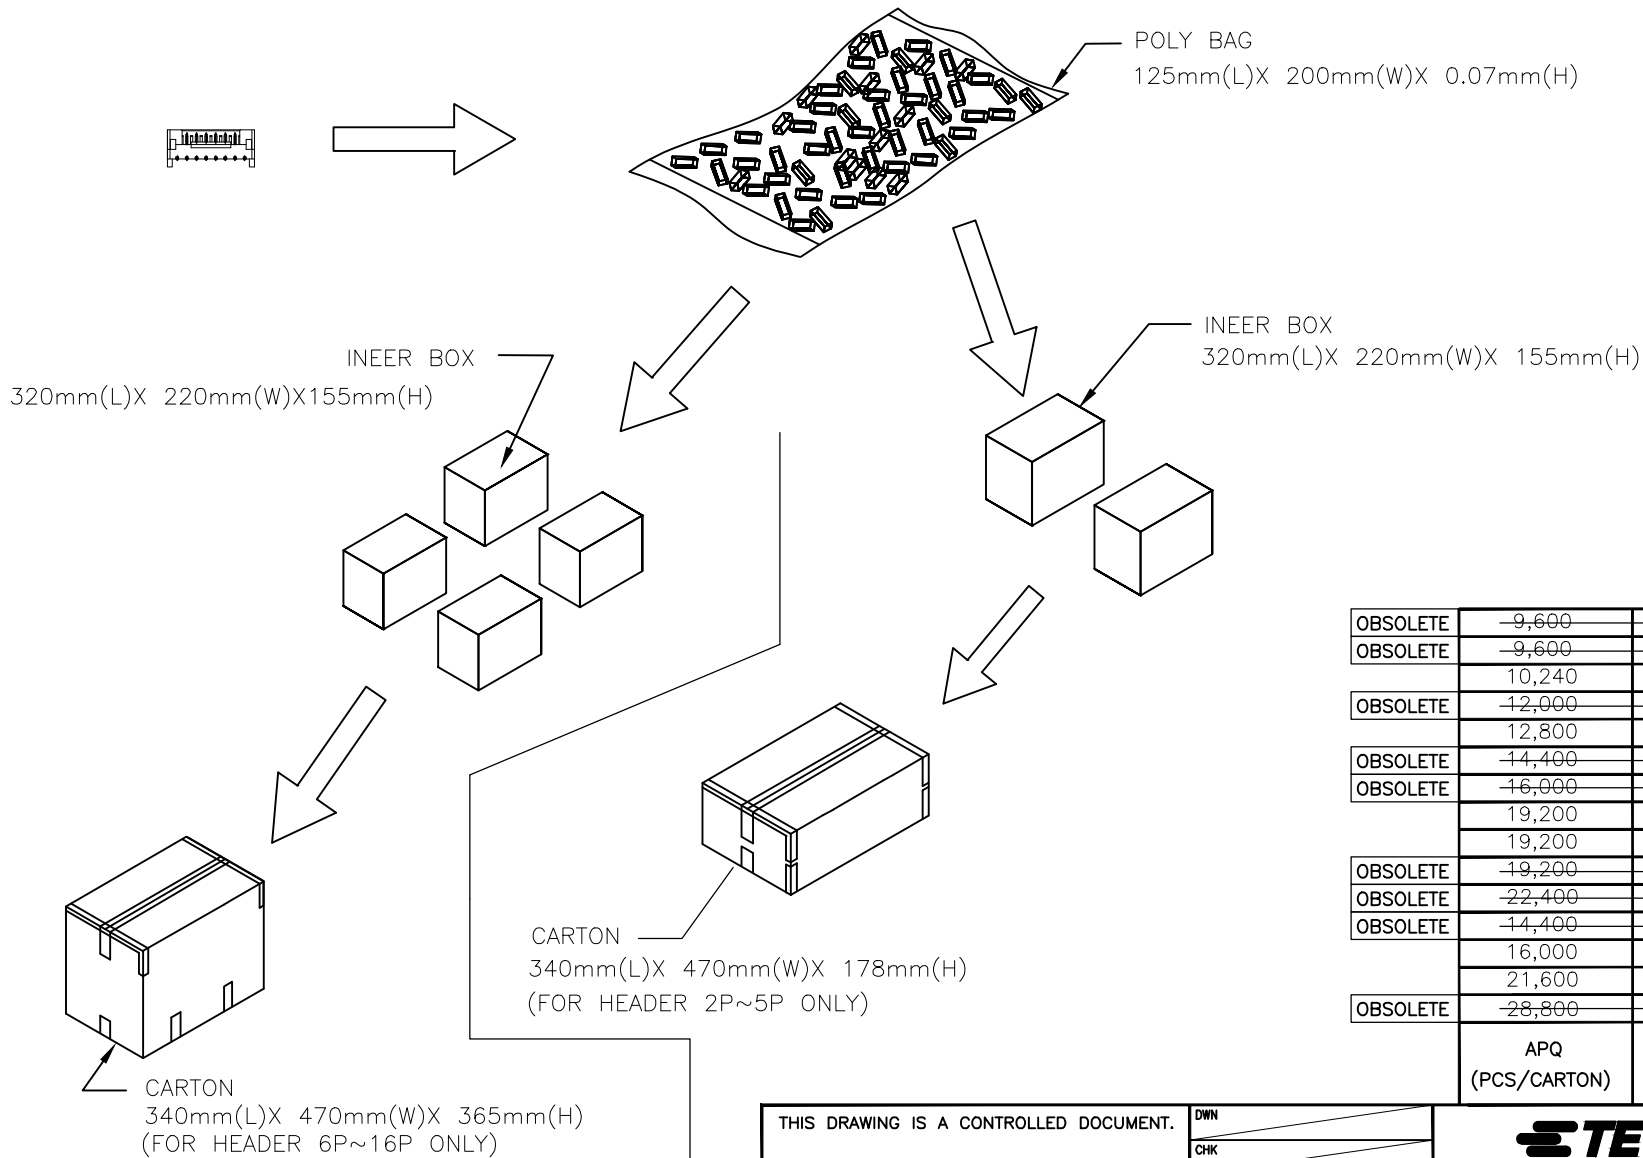 POLY BAG
125mm(L)X 200mm(W)X 0.07mm(H)
INEER BOX
320mm(L)X 220mm(W)X155mm(H)
INEER BOX
320mm(L)X 220mm(W)X 155mm(H)
CARTON
340mm(L)X 470mm(W)X 178mm(H)
(FOR HEADER 2P~5P ONLY)
CARTON
340mm(L)X 470mm(W)X 365mm(H)
(FOR HEADER 6P~16P ONLY)
OBSOLETE 9,600
OBSOLETE 9,600
10,240
OBSOLETE 12,000
12,800
OBSOLETE 14,400
OBSOLETE 16,000
19,200
19,200
OBSOLETE 19,200
OBSOLETE 22,400
OBSOLETE 14,400
16,000
21,600
OBSOLETE 28,800
APQ
(PCS/CARTON)
THIS DRAWING IS A CONTROLLED DOCUMENT.
DWN
CHK
TE